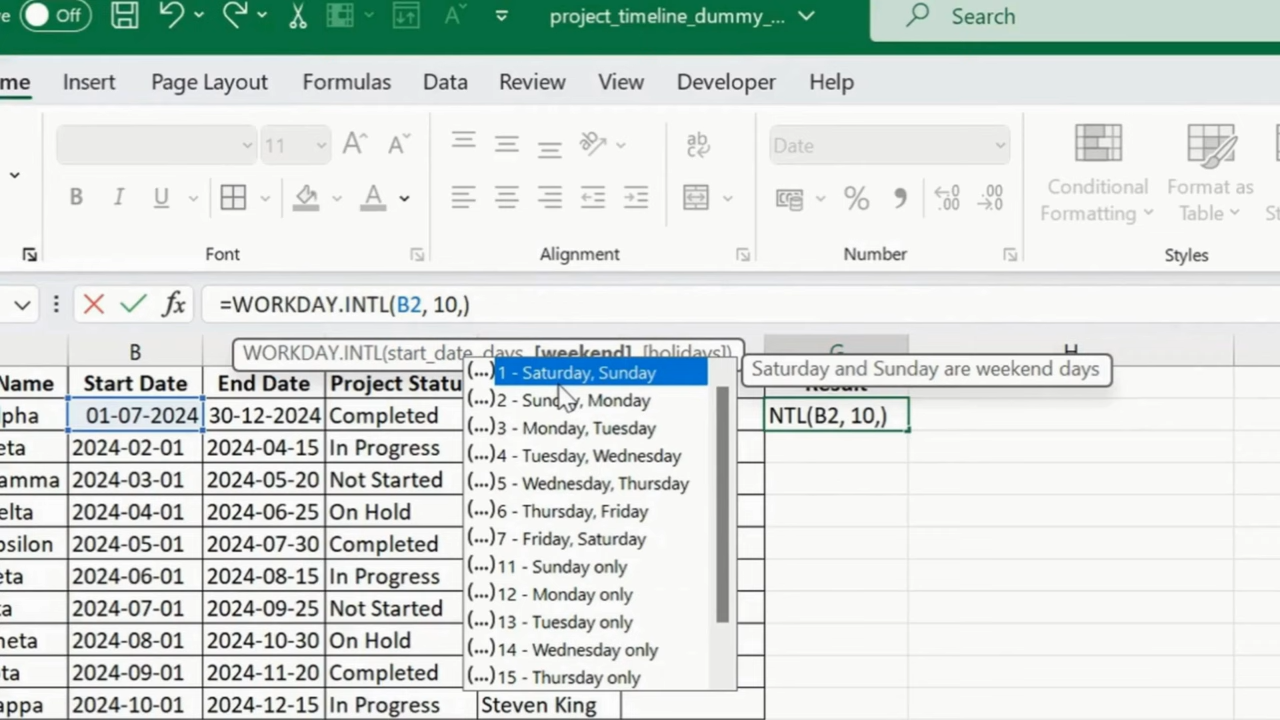 Off
project_timeline_dummy_...
Search
Insert
Page Layout
Formulas
Data
Review
View
Developer
Help
11
Date
B I U
Conditional
Formatting
Format as
Table
Font
Alignment
Number
Styles
=WORKDAY.INTL(B2, 10,)
WORKDAY.INTL(start_date, days, [weekend], [holidays])
Saturday and Sunday are weekend days
B
G
H
Name Start Date End Date Project Statu Result
lpha 01-07-2024 30-12-2024 Completed NTL(B2, 10,)
eta 2024-02-01 2024-04-15 In Progress
amma 2024-03-01 2024-05-20 Not Started
elta 2024-04-01 2024-06-25 On Hold
psilon 2024-05-01 2024-07-30 Completed
eta 2024-06-01 2024-08-15 In Progress
ta 2024-07-01 2024-09-25 Not Started
heta 2024-08-01 2024-10-30 On Hold
ota 2024-09-01 2024-11-20 Completed
appa 2024-10-01 2024-12-15 In Progress Steven King
(...) 1 - Saturday, Sunday
(...) 2 - Sunday, Monday
(...) 3 - Monday, Tuesday
(...) 4 - Tuesday, Wednesday
(...) 5 - Wednesday, Thursday
(...) 6 - Thursday, Friday
(...) 7 - Friday, Saturday
(...) 11 - Sunday only
(...) 12 - Monday only
(...) 13 - Tuesday only
(...) 14 - Wednesday only
(...) 15 - Thursday only